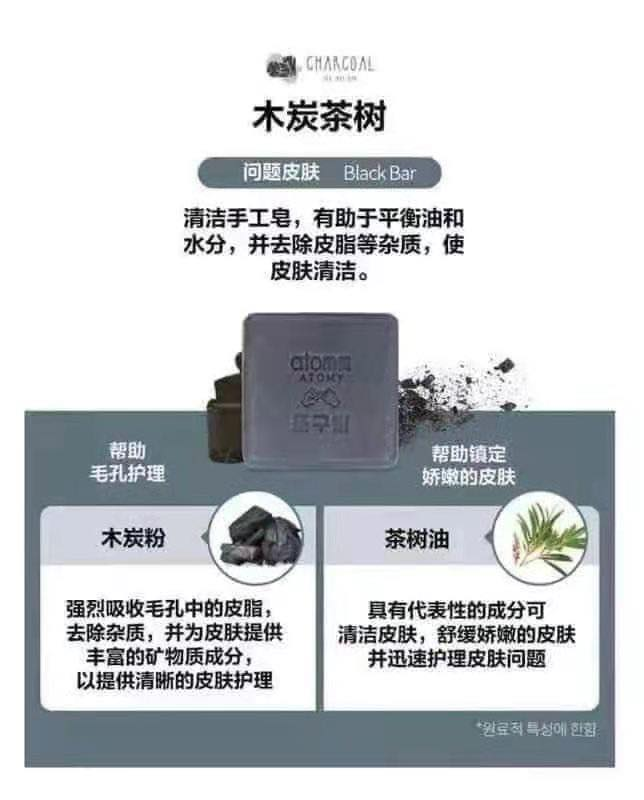 CHARCOAL
木炭茶树
问题皮肤 Black Bar
清洁手工皂，有助于平衡油和
水分，并去除皮脂等杂质，使
皮肤清洁。
atom美
ATOMY
帮助
毛孔护理
帮助镇定
娇嫩的皮肤
木炭粉
茶树油
强烈吸收毛孔中的皮脂，
去除杂质，并为皮肤提供
丰富的矿物质成分，
以提供清晰的皮肤护理
具有代表性的成分可
清洁皮肤，舒缓娇嫩的皮肤
并迅速护理皮肤问题
*원료적 특성에 한함